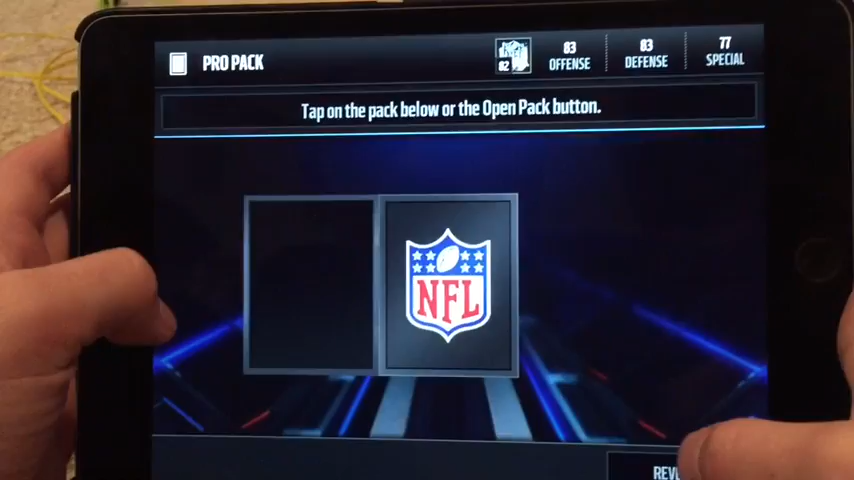 PRO PACK
82
83
OFFENSE
83
DEFENSE
77
SPECIAL
Tap on the pack below or the Open Pack button.
NFL